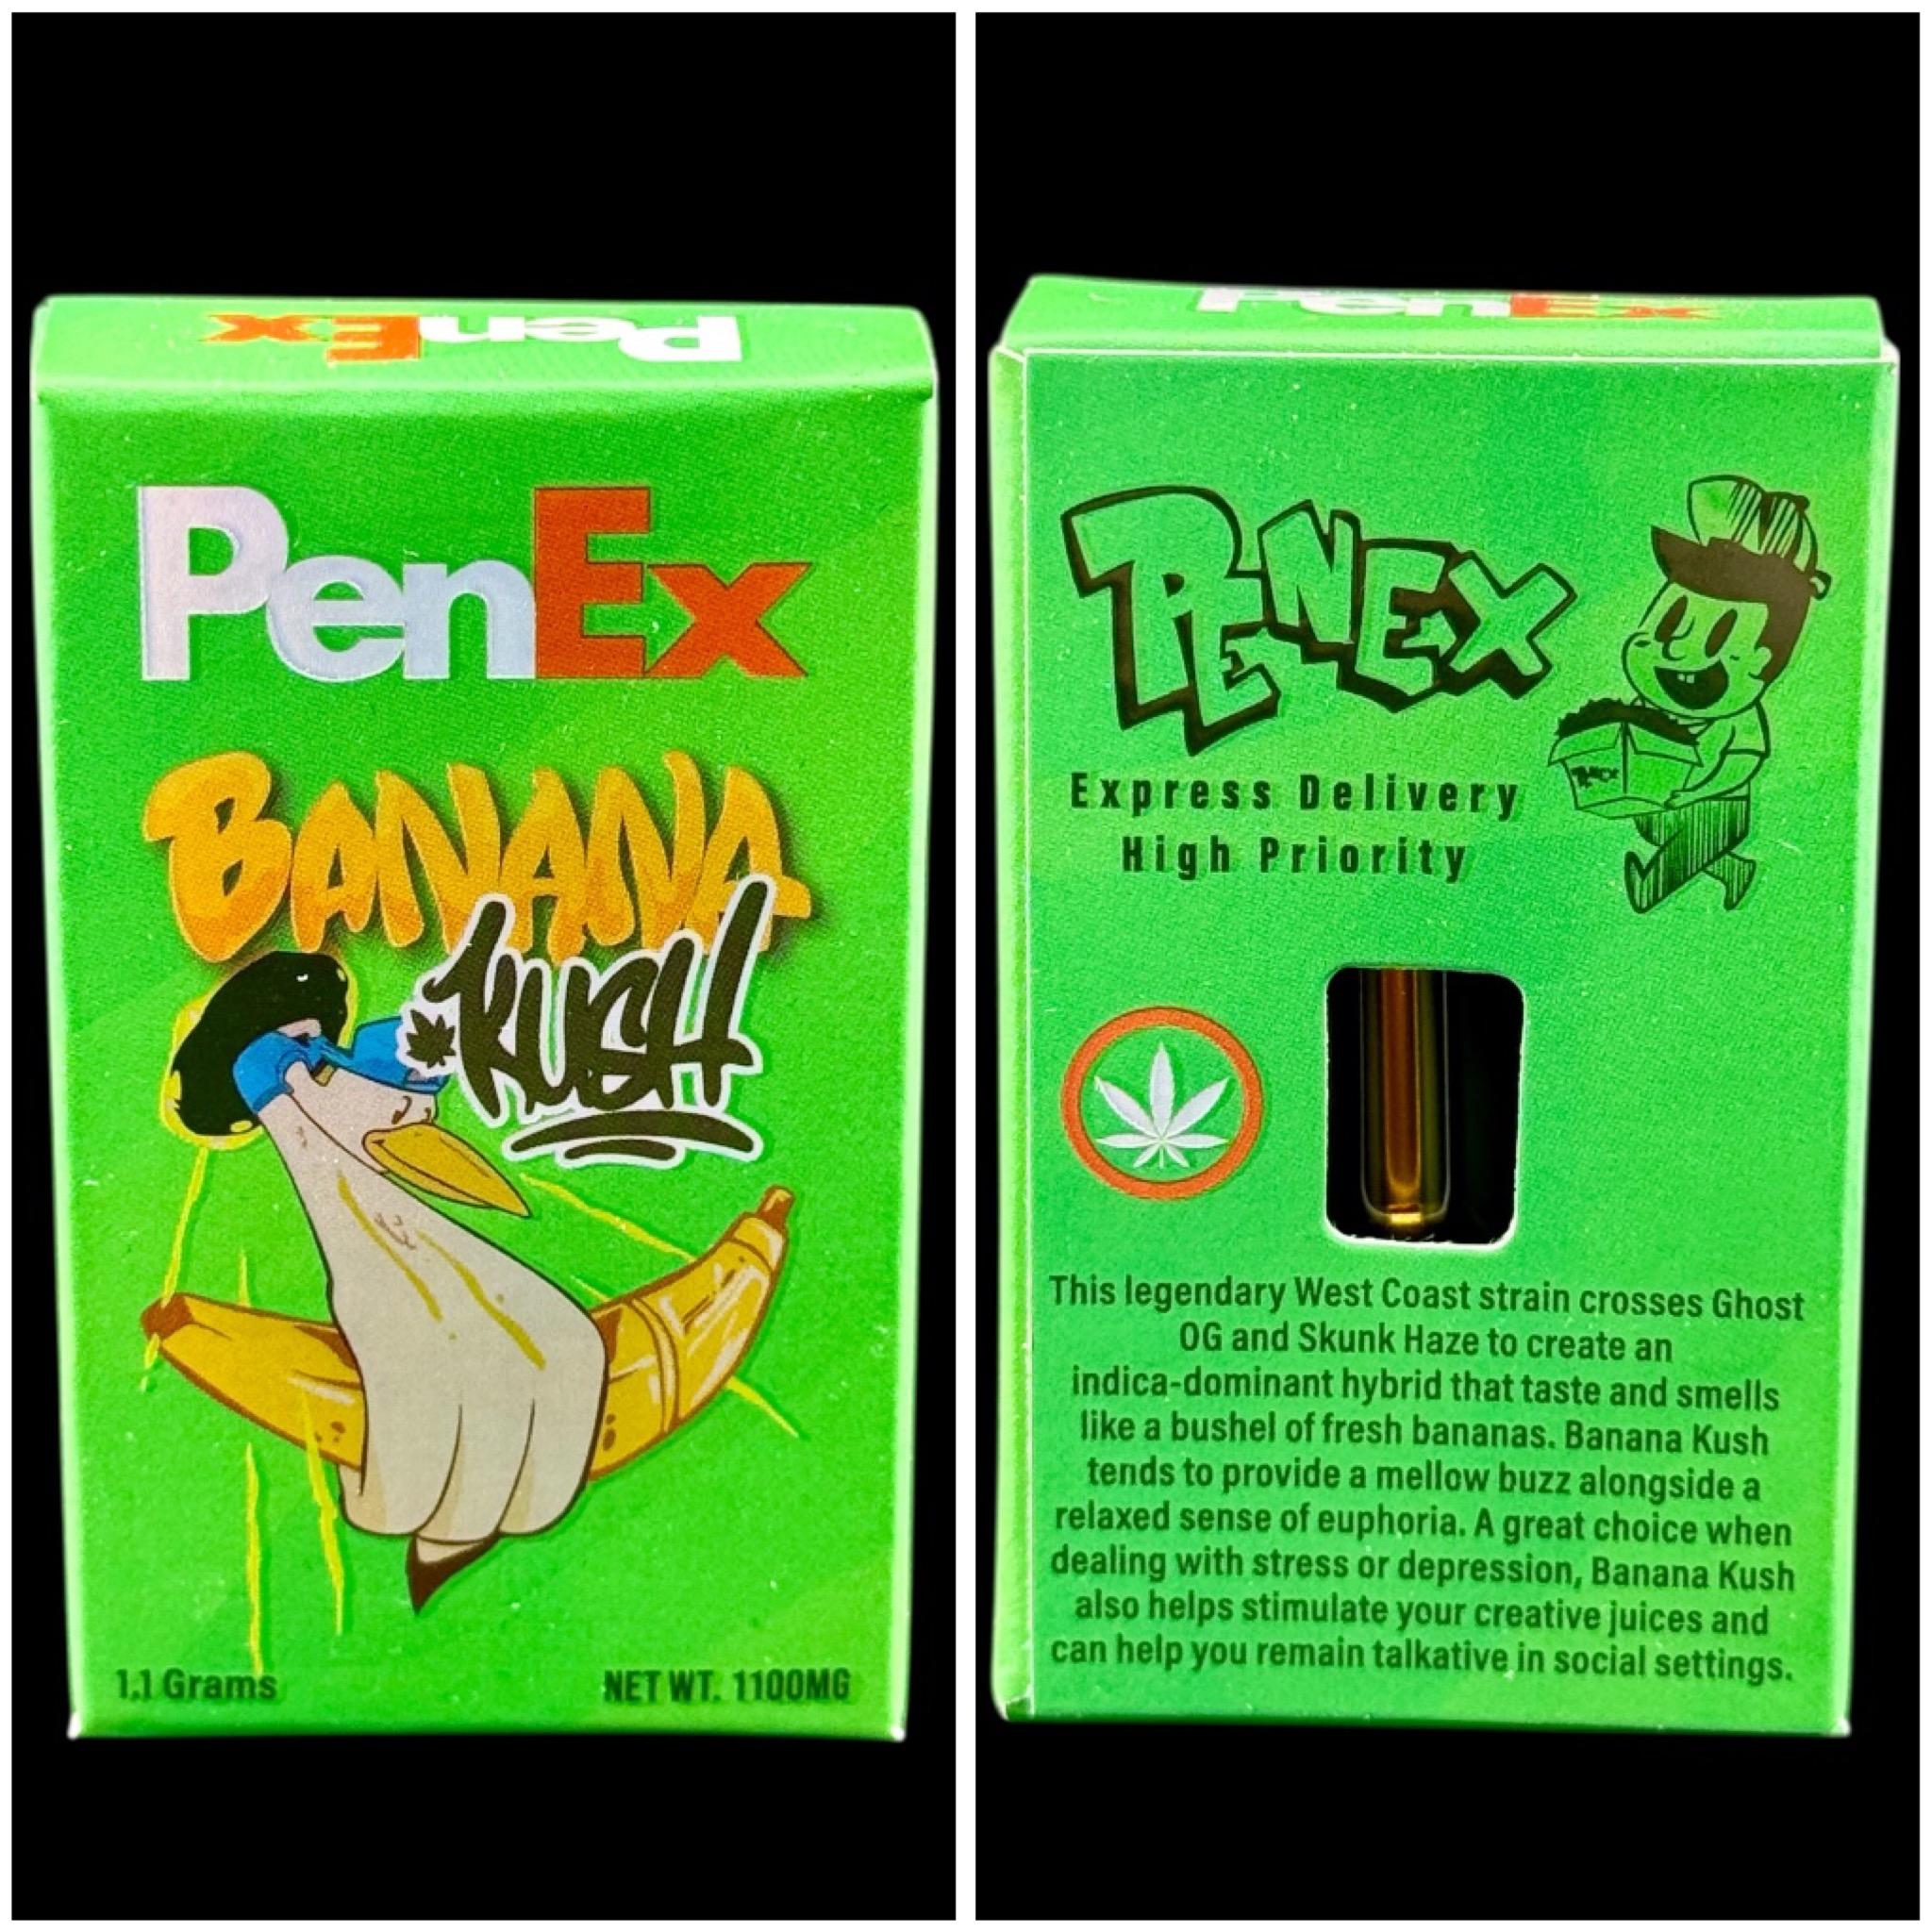 PenEx
PenEx
BANANA
KUSH
1.1 Grams
NET WT. 1100MG
PenEx
PENEX
PENEX
Express Delivery
High Priority
This legendary West Coast strain crosses Ghost
OG and Skunk Haze to create an
indica-dominant hybrid that taste and smells
like a bushel of fresh bananas. Banana Kush
tends to provide a mellow buzz alongside a
relaxed sense of euphoria. A great choice when
dealing with stress or depression, Banana Kush
also helps stimulate your creative juices and
can help you remain talkative in social settings.